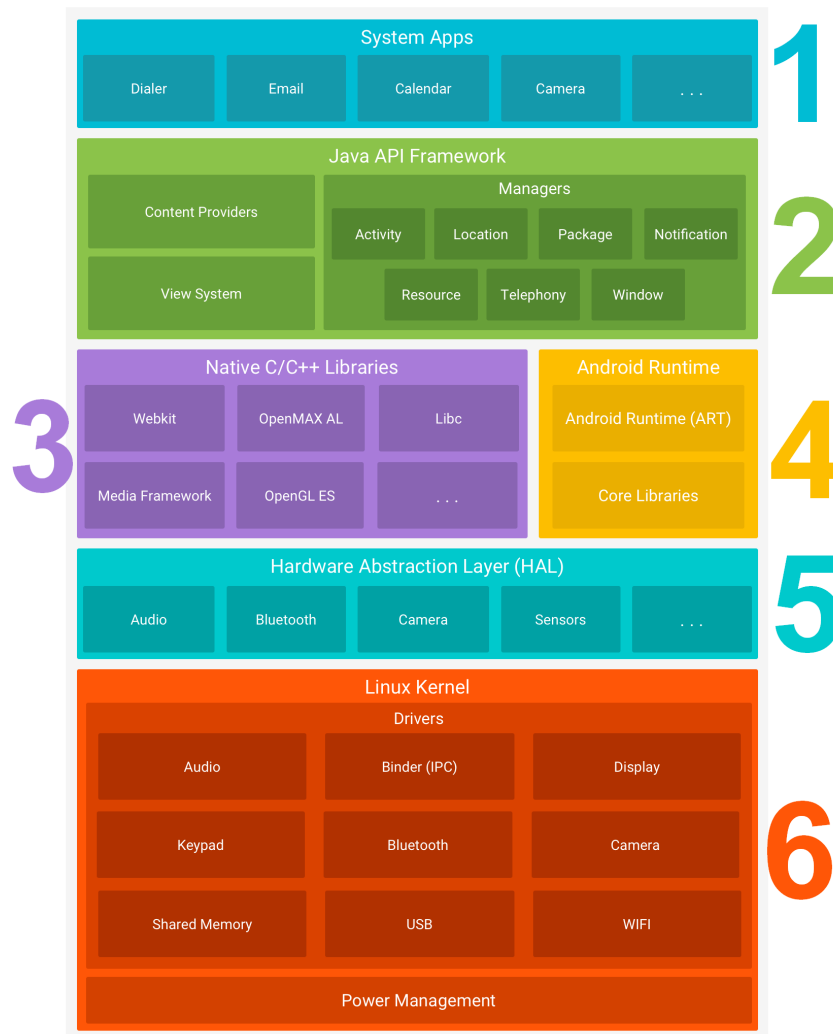 System Apps
1
Dialer
Email
Calendar
Camera
. . .
Java API Framework
2
Content Providers
View System
Managers
Activity
Location
Package
Notification
Resource
Telephony
Window
3
Native C/C++ Libraries
Webkit
OpenMAX AL
Libc
Media Framework
OpenGL ES
. . .
Android Runtime
4
Android Runtime (ART)
Core Libraries
Hardware Abstraction Layer (HAL)
5
Audio
Bluetooth
Camera
Sensors
. . .
Linux Kernel
6
Drivers
Audio
Binder (IPC)
Display
Keypad
Bluetooth
Camera
Shared Memory
USB
WIFI
Power Management